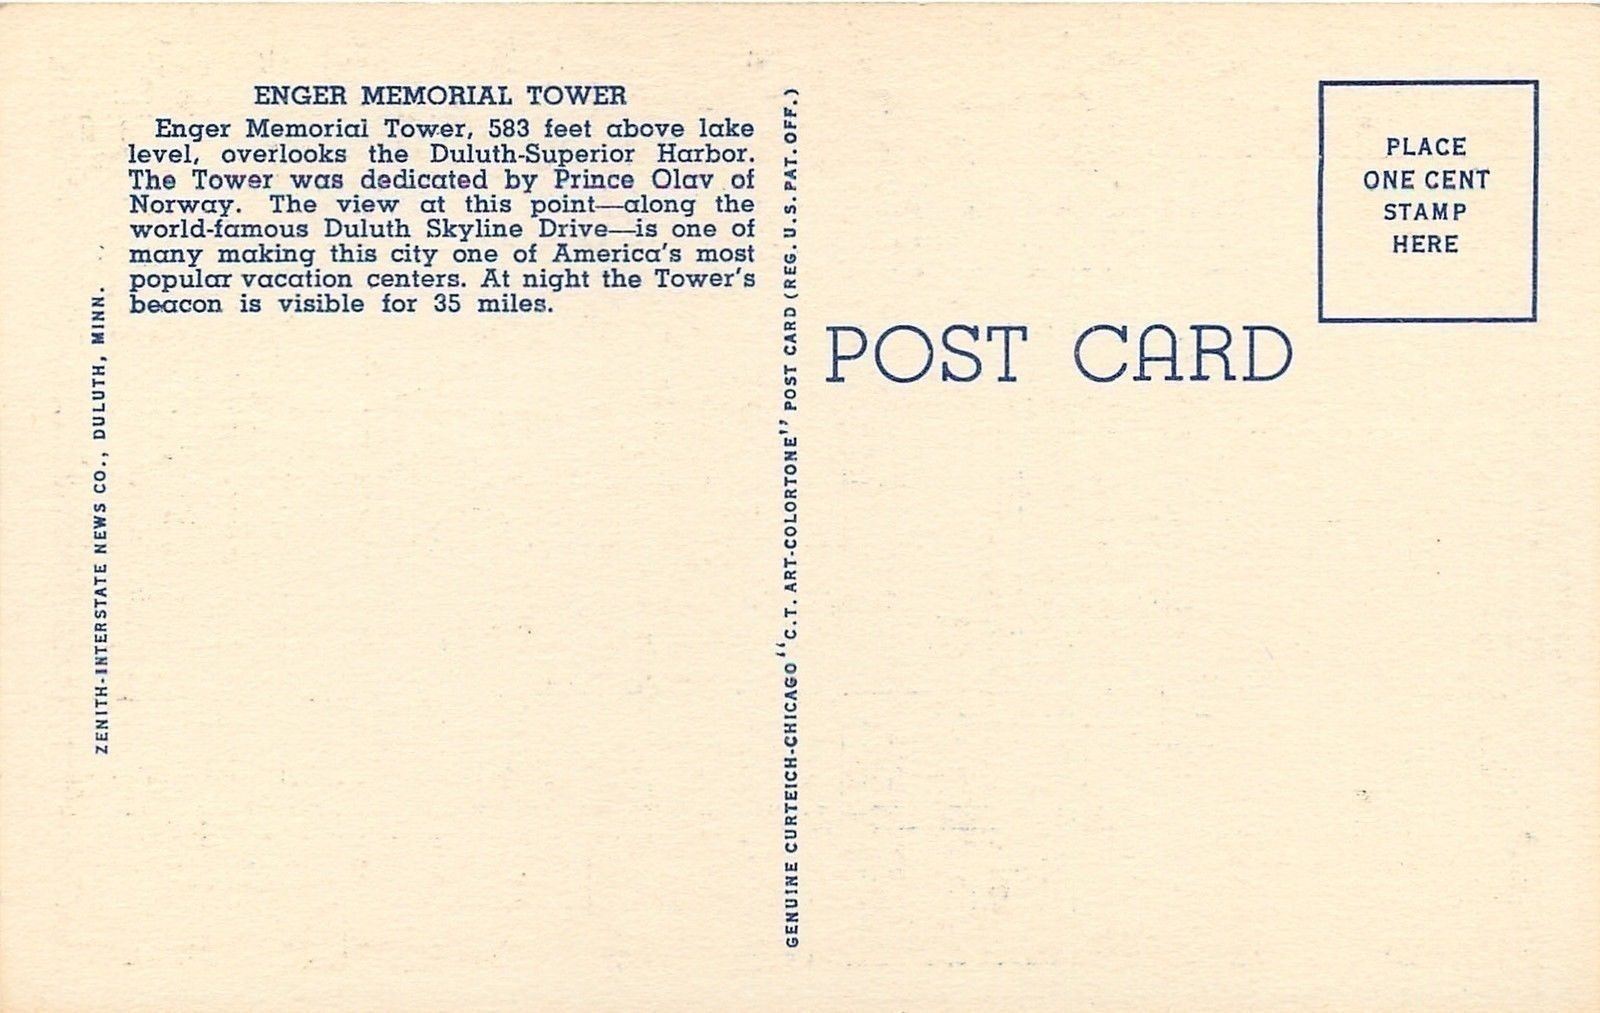 ENGER MEMORIAL TOWER
Enger Memorial Tower, 583 feet above lake
level, overlooks the Duluth-Superior Harbor.
The Tower was dedicated by Prince Olav of
Norway. The view at this point—along the
world-famous Duluth Skyline Drive—is one of
many making this city one of America's most
popular vacation centers. At night the Tower's
beacon is visible for 35 miles.
ZENITH-INTERSTATE NEWS CO., DULUTH, MINN.
GENUINE CURTEICH-CHICAGO "C.T. ART-COLORTONE" POST CARD (REG. U.S. PAT. OFF.)
POST CARD
PLACE
ONE CENT
STAMP
HERE